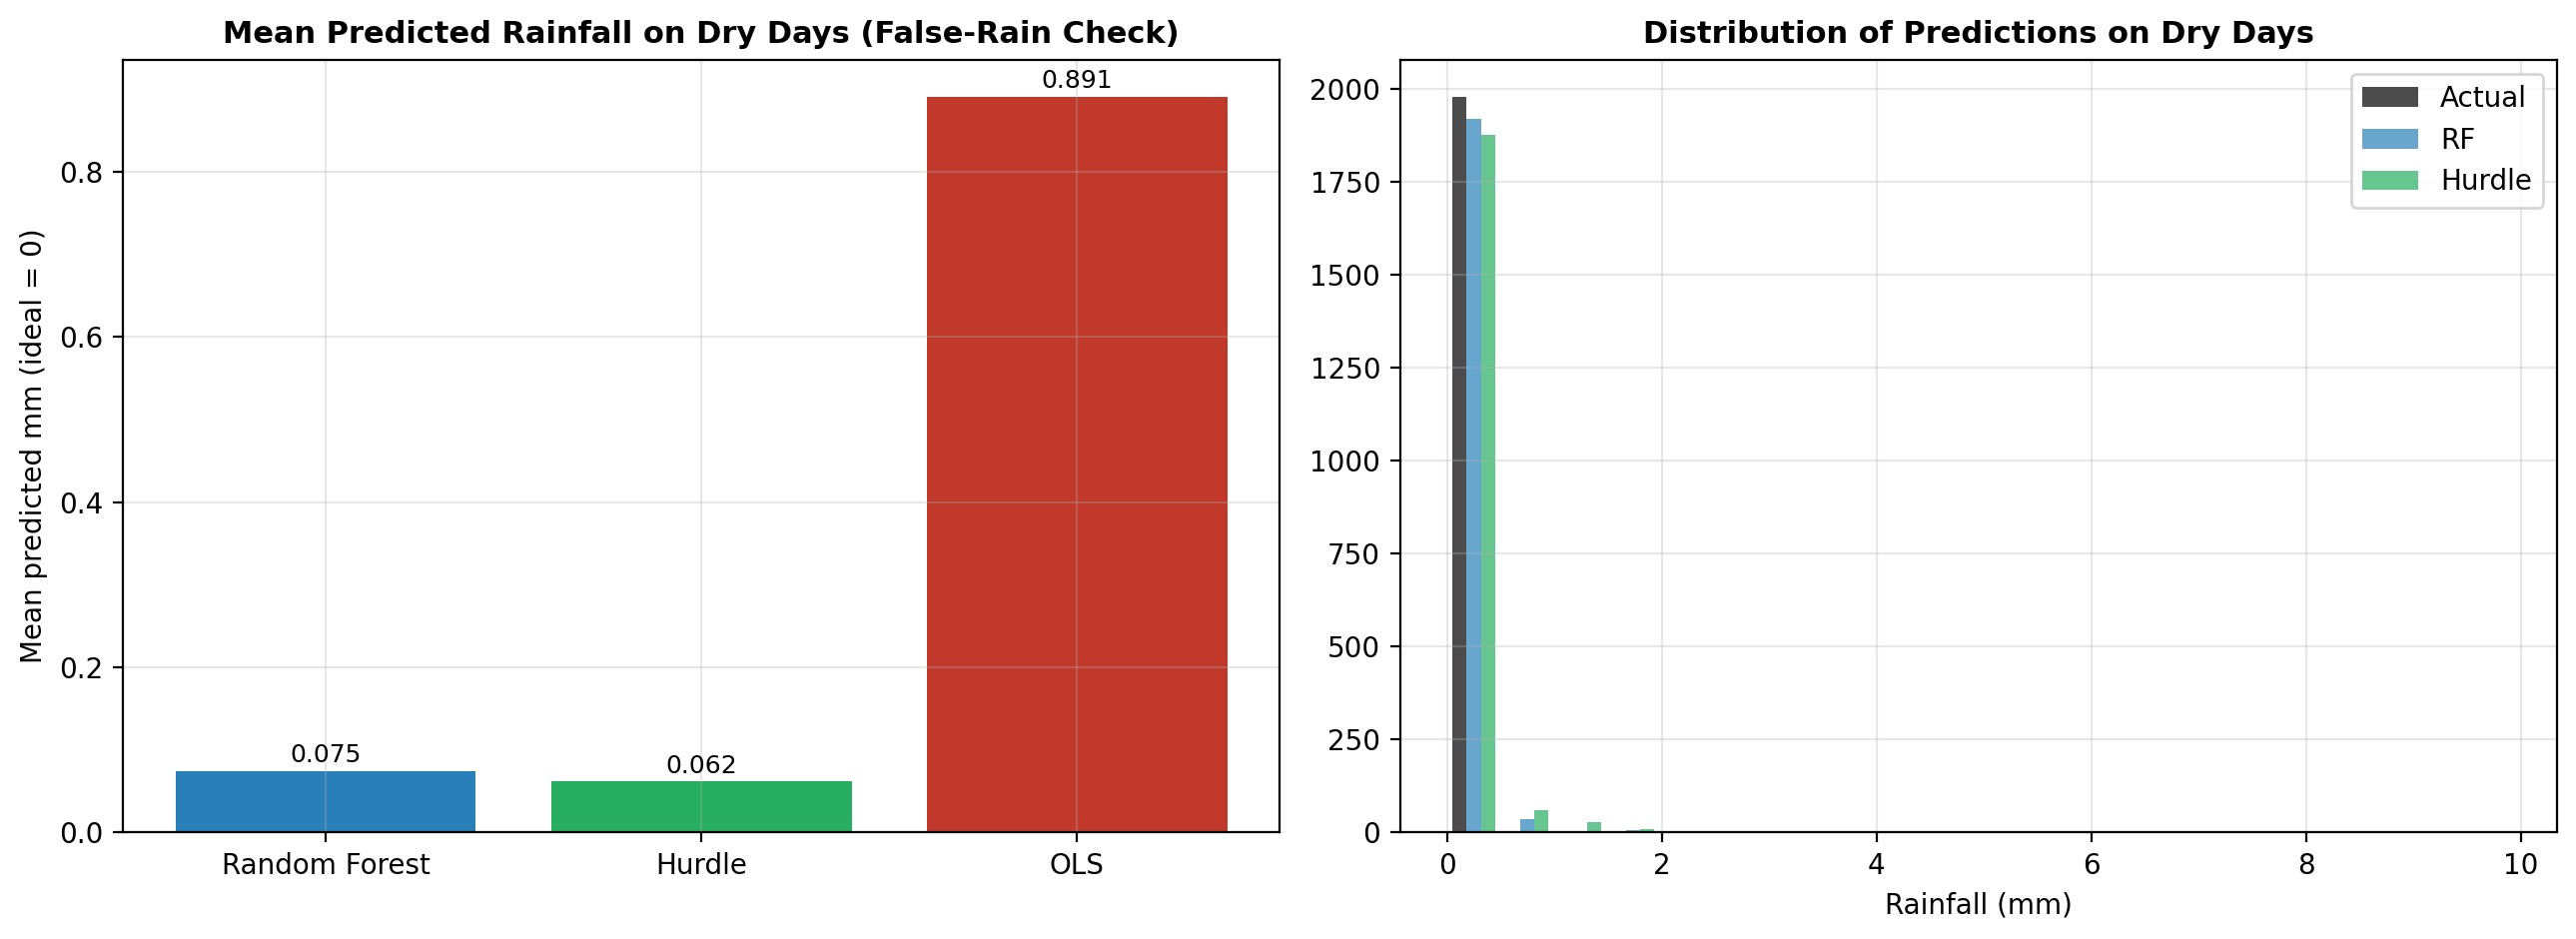 Mean Predicted Rainfall on Dry Days (False-Rain Check)
Mean predicted mm (ideal = 0)
0.8
0.6
0.4
0.2
0.0
0.075
0.062
0.891
Random Forest
Hurdle
OLS
Distribution of Predictions on Dry Days
2000
1750
1500
1250
1000
750
500
250
0
Actual
RF
Hurdle
0
2
4
6
8
10
Rainfall (mm)